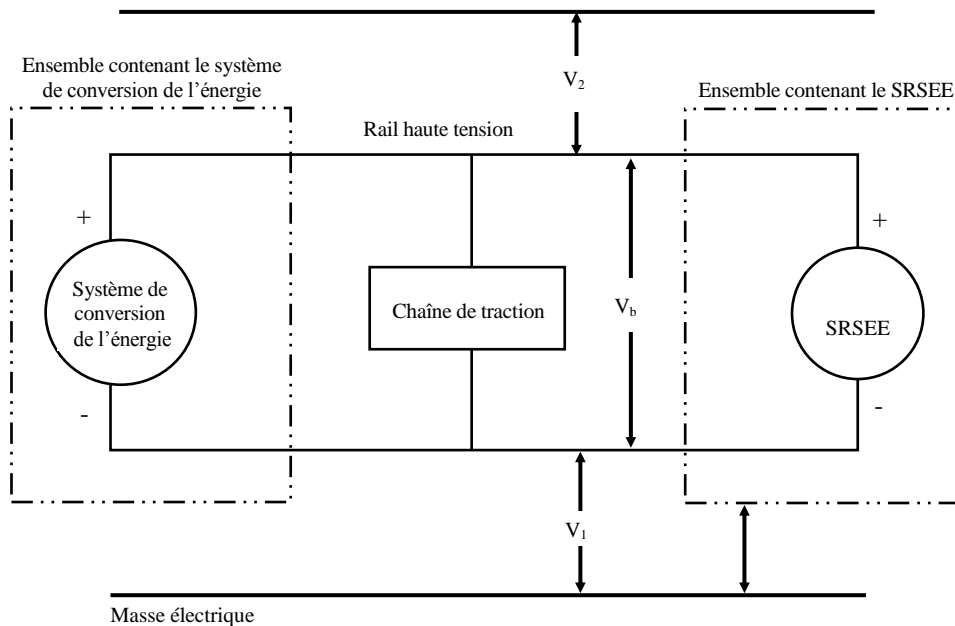 Ensemble contenant le système
de conversion de l’énergie
V2
Ensemble contenant le SRSEE
Rail haute tension
+
+
Système de
conversion
de l’énergie
Chaîne de traction
Vb
SRSEE
-
-
V1
Masse électrique